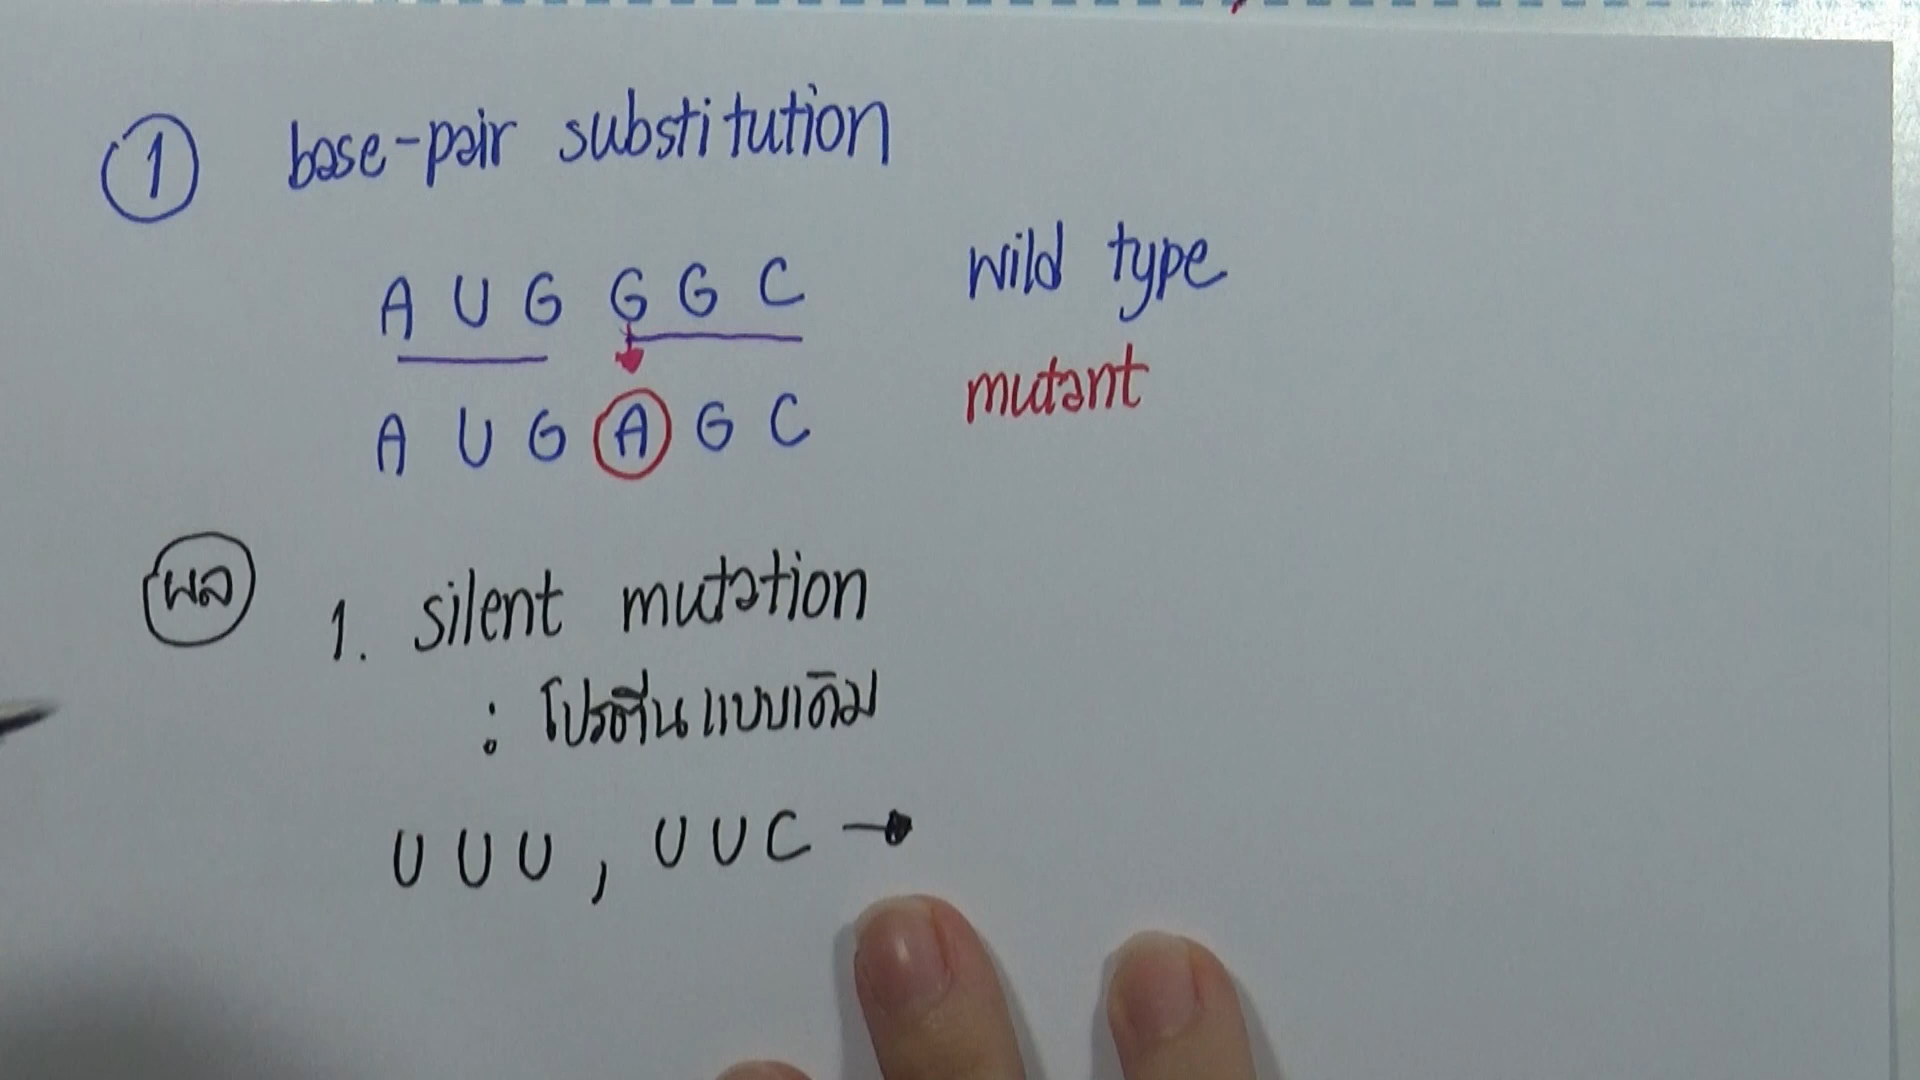 ① base-pair substitution
A U G G G C wild type
A U G A G C mutant
ผล 1. silent mutation
: โปรตีนแบบเดิม
U U U , U U C →